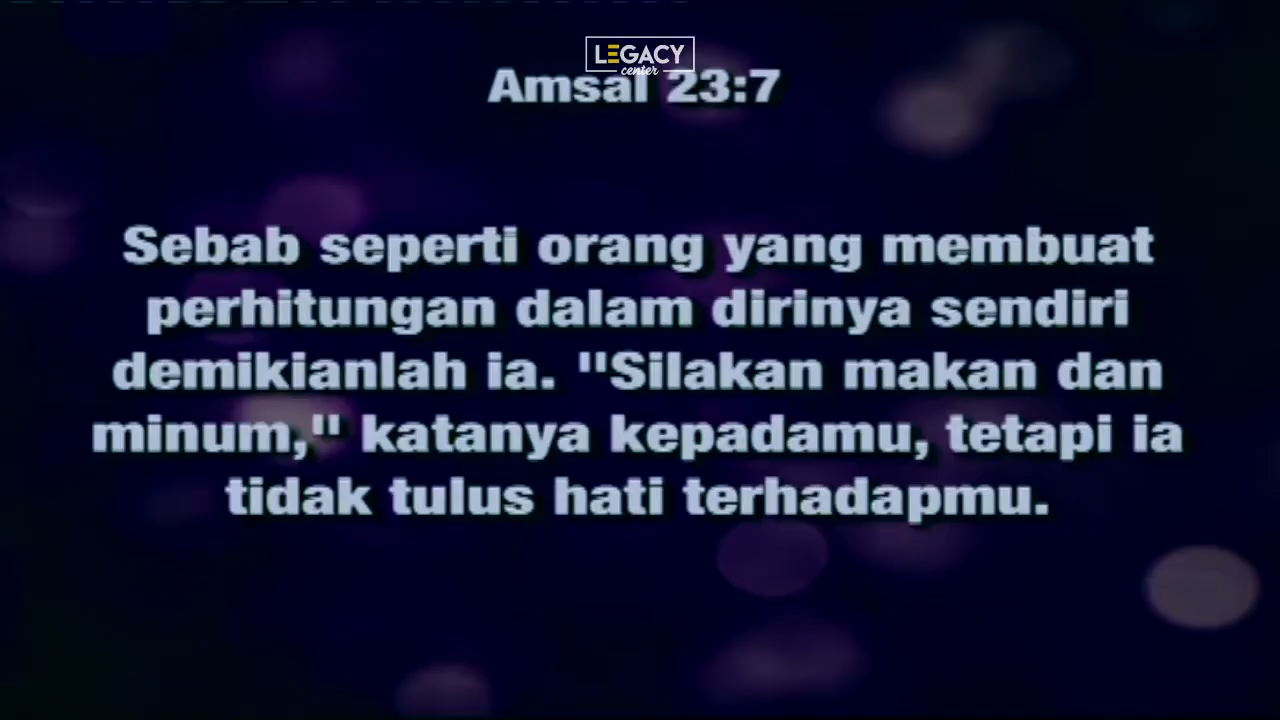 LEGACY
center
Amsal 23:7
Sebab seperti orang yang membuat
perhitungan dalam dirinya sendiri
demikianlah ia. "Silakan makan dan
minum," katanya kepadamu, tetapi ia
tidak tulus hati terhadapmu.